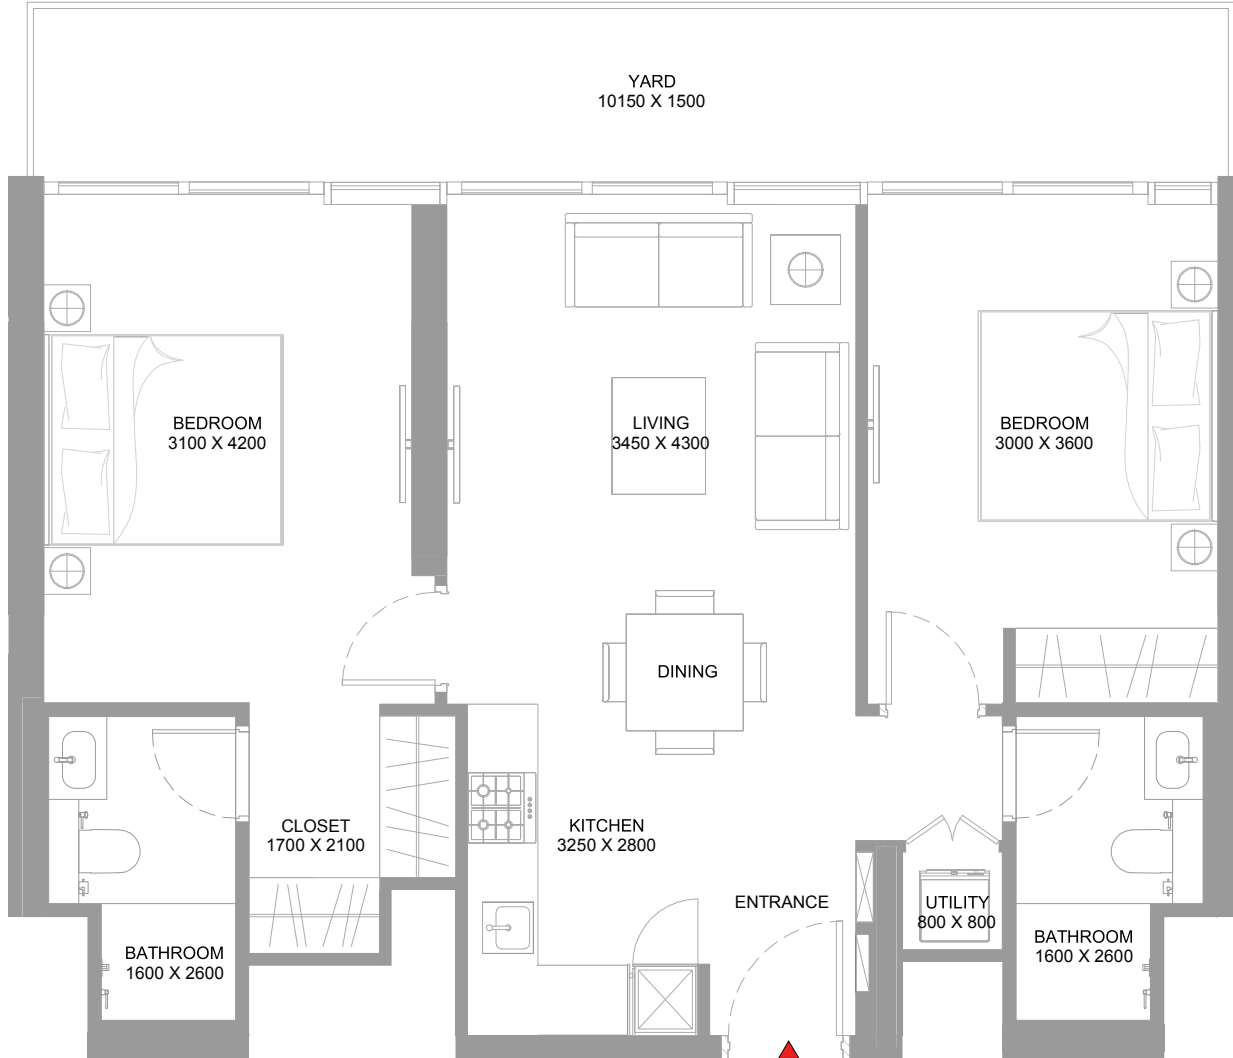 YARD
10150 X 1500
BEDROOM
3100 X 4200
LIVING
3450 X 4300
BEDROOM
3000 X 3600
DINING
CLOSET
1700 X 2100
KITCHEN
3250 X 2800
ENTRANCE
UTILITY
800 X 800
BATHROOM
1600 X 2600
BATHROOM
1600 X 2600